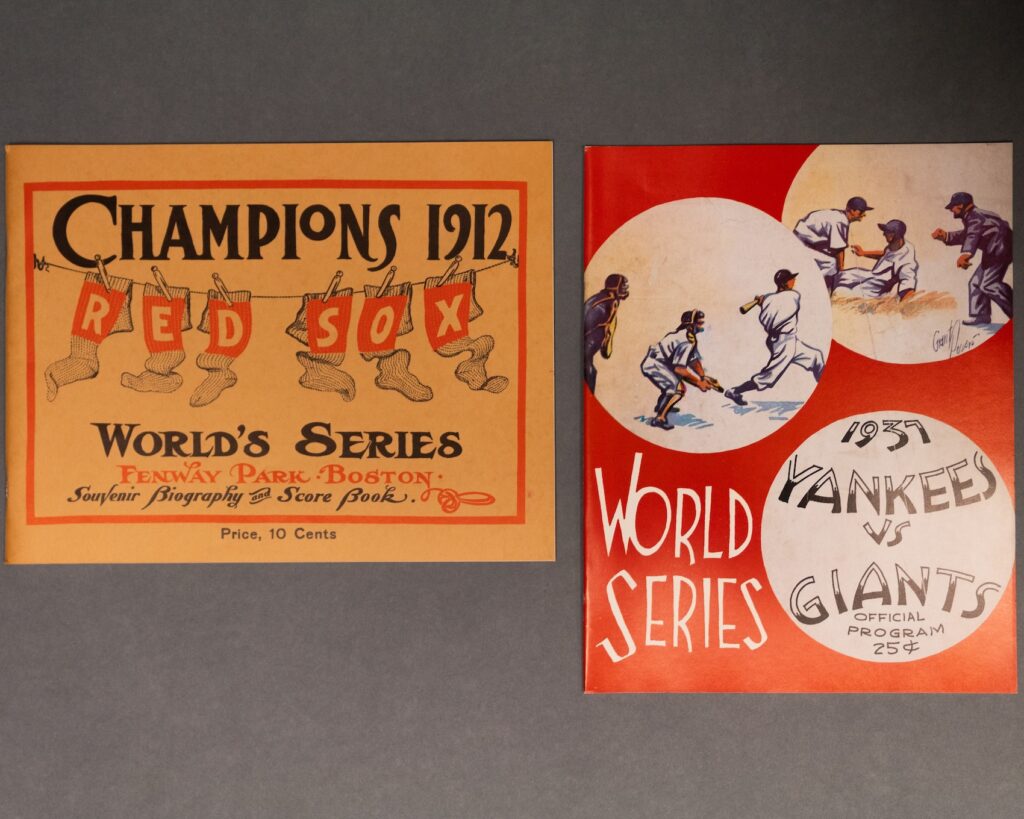 CHAMPIONS 1912
RED SOX
WORLD'S SERIES
FENWAY PARK · BOSTON ·
Souvenir Biography and Score Book.
Price, 10 Cents
WORLD
SERIES
1937
YANKEES
VS
GIANTS
OFFICIAL
PROGRAM
25¢